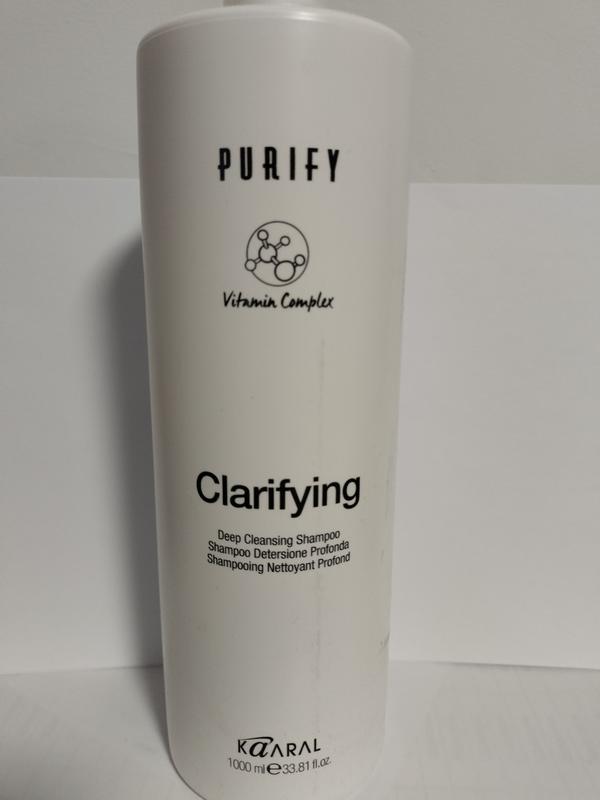 PURIFY
Vitamin Complex
Clarifying
Deep Cleansing Shampoo
Shampoo Detersione Profonda
Shampooing Nettoyant Profond
KAARAL
1000 ml e 33.81 fl.oz.